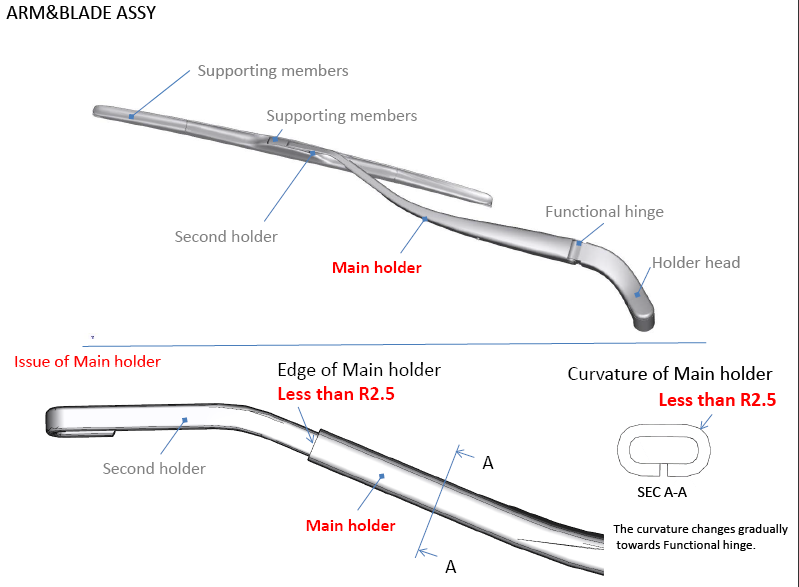 ARM&BLADE ASSY
Supporting members
Supporting members
Functional hinge
Second holder
Main holder
Holder head
Issue of Main holder
Edge of Main holder
Less than R2.5
Curvature of Main holder
Less than R2.5
Second holder
A
SEC A-A
Main holder
The curvature changes gradually
towards Functional hinge.
A